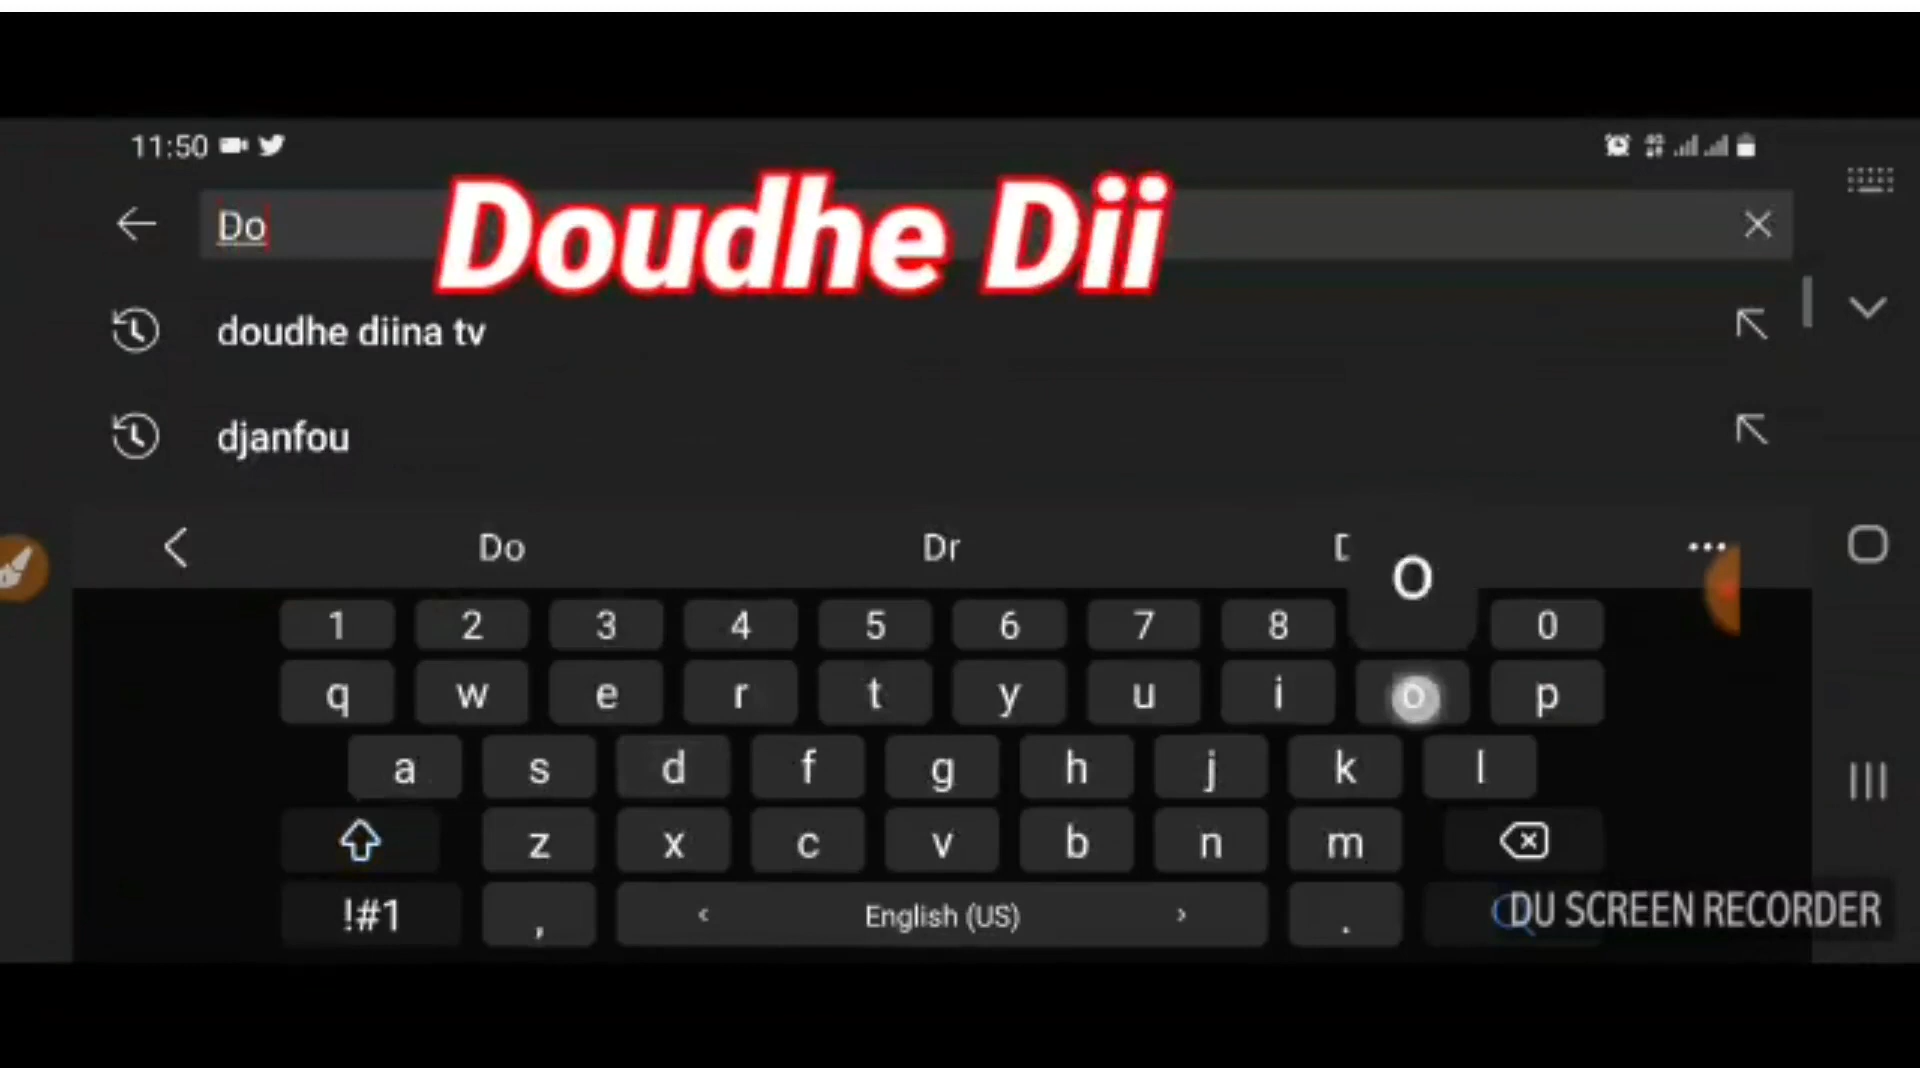 11:50
Do
Doudhe Dii
doudhe diina tv
djanfou
Do Dr
o
1 2 3 4 5 6 7 8 0
q w e r t y u i o p
a s d f g h j k l
z x c v b n m
!#1 , < English (US) > .
DU SCREEN RECORDER